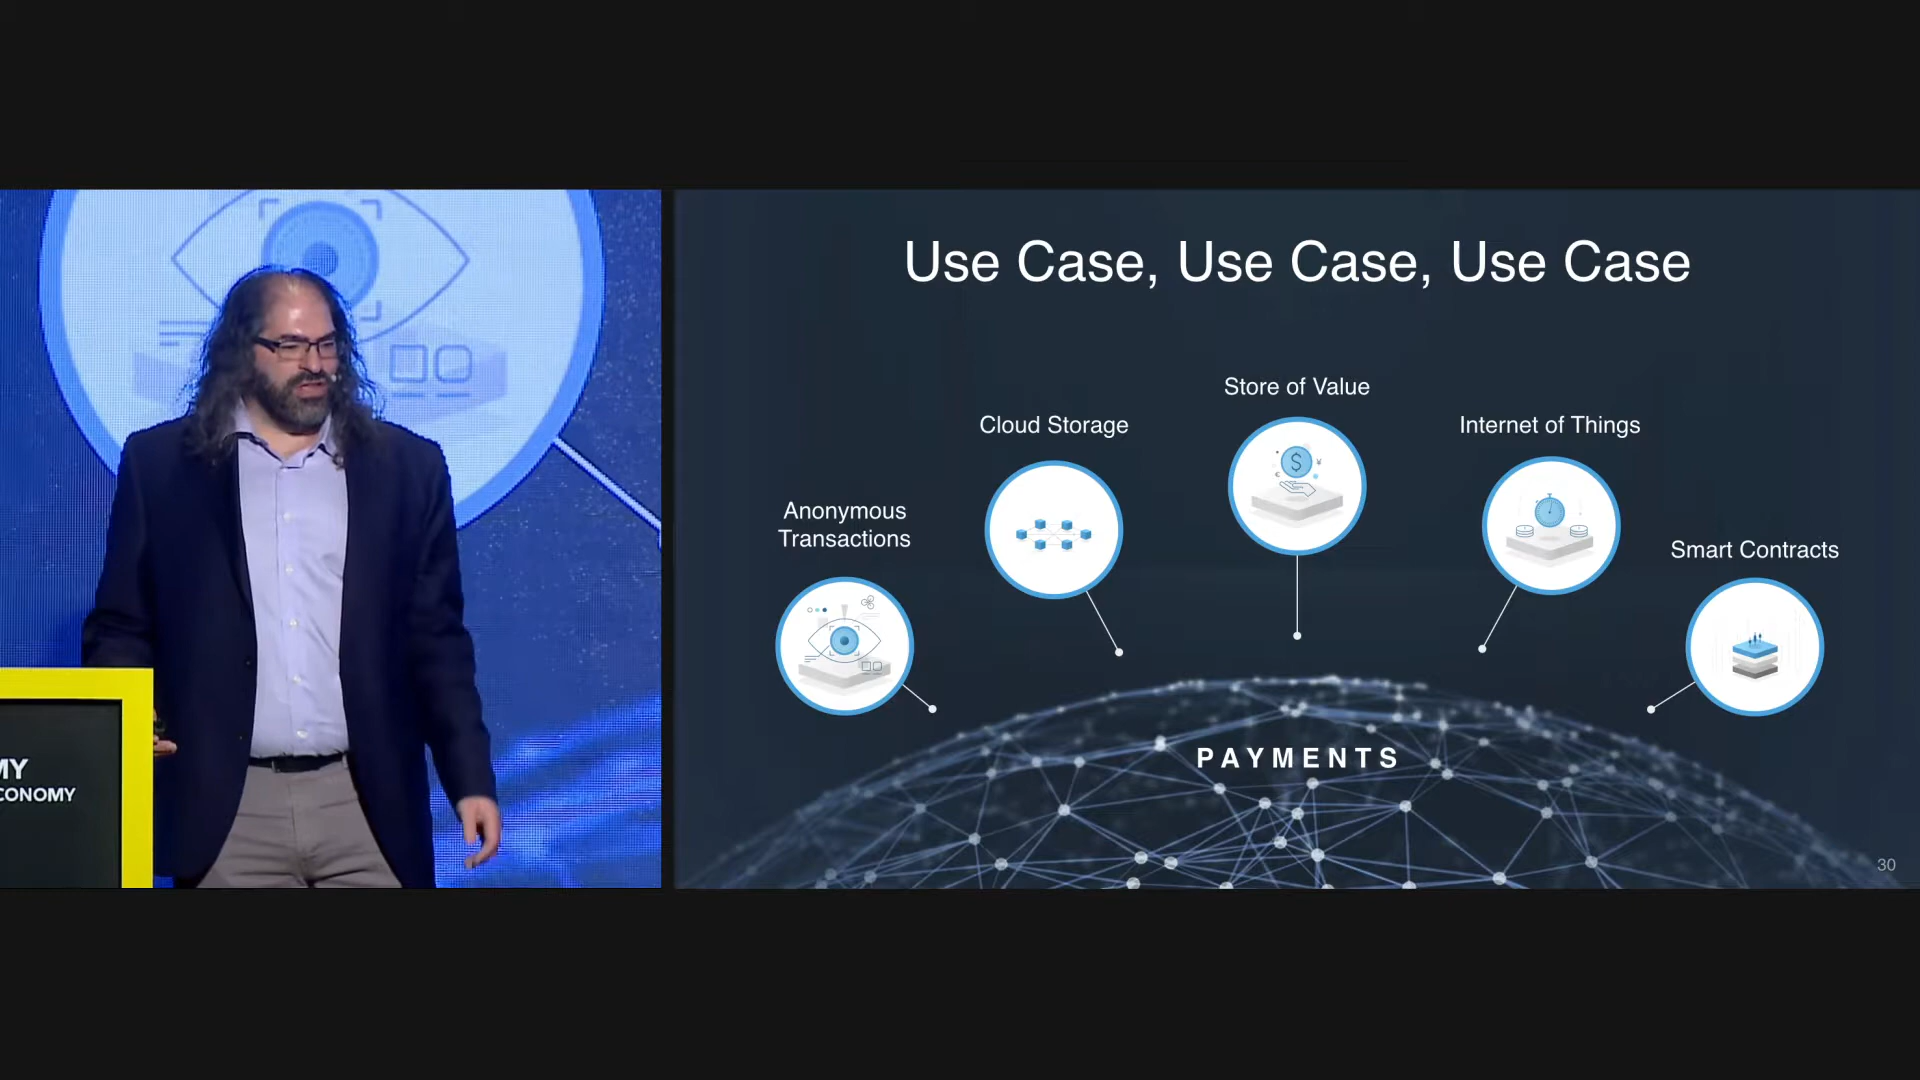 Use Case, Use Case, Use Case
Store of Value
Cloud Storage
Internet of Things
Anonymous
Transactions
Smart Contracts
$
¥
€
PAYMENTS
30
MY
CONOMY